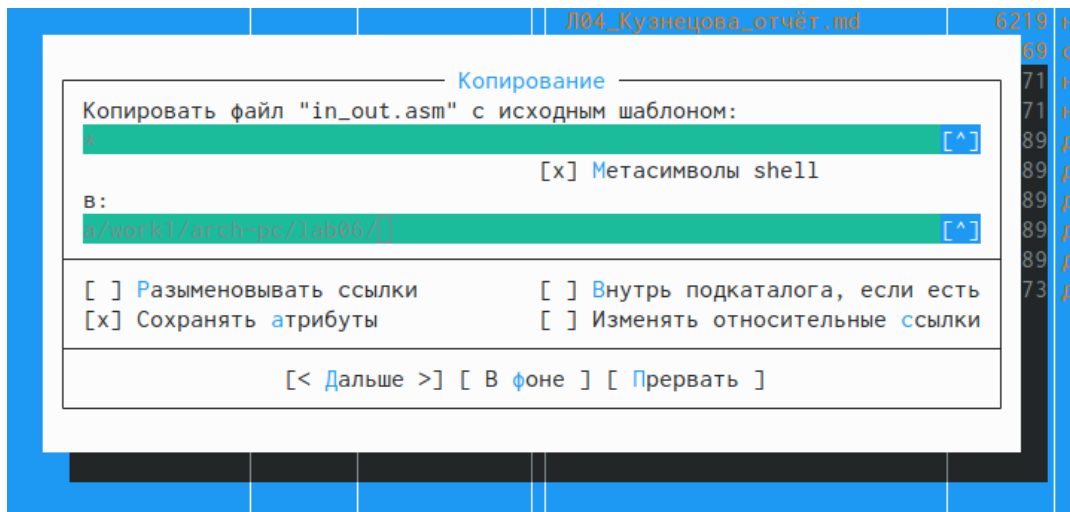 Л04_Кузнецова_отчёт.md 6219 н
69 с
Копирование
71 н
Копировать файл "in_out.asm" с исходным шаблоном:
71 н
* [^]
89 д
[x] Метасимволы shell
89 д
в:
89 д
a/work1/arch-pc/lab06/ [^]
89 д
89 д
[ ] Разыменовывать ссылки [ ] Внутрь подкаталога, если есть
73 д
[x] Сохранять атрибуты [ ] Изменять относительные ссылки
[< Дальше >] [ В фоне ] [ Прервать ]